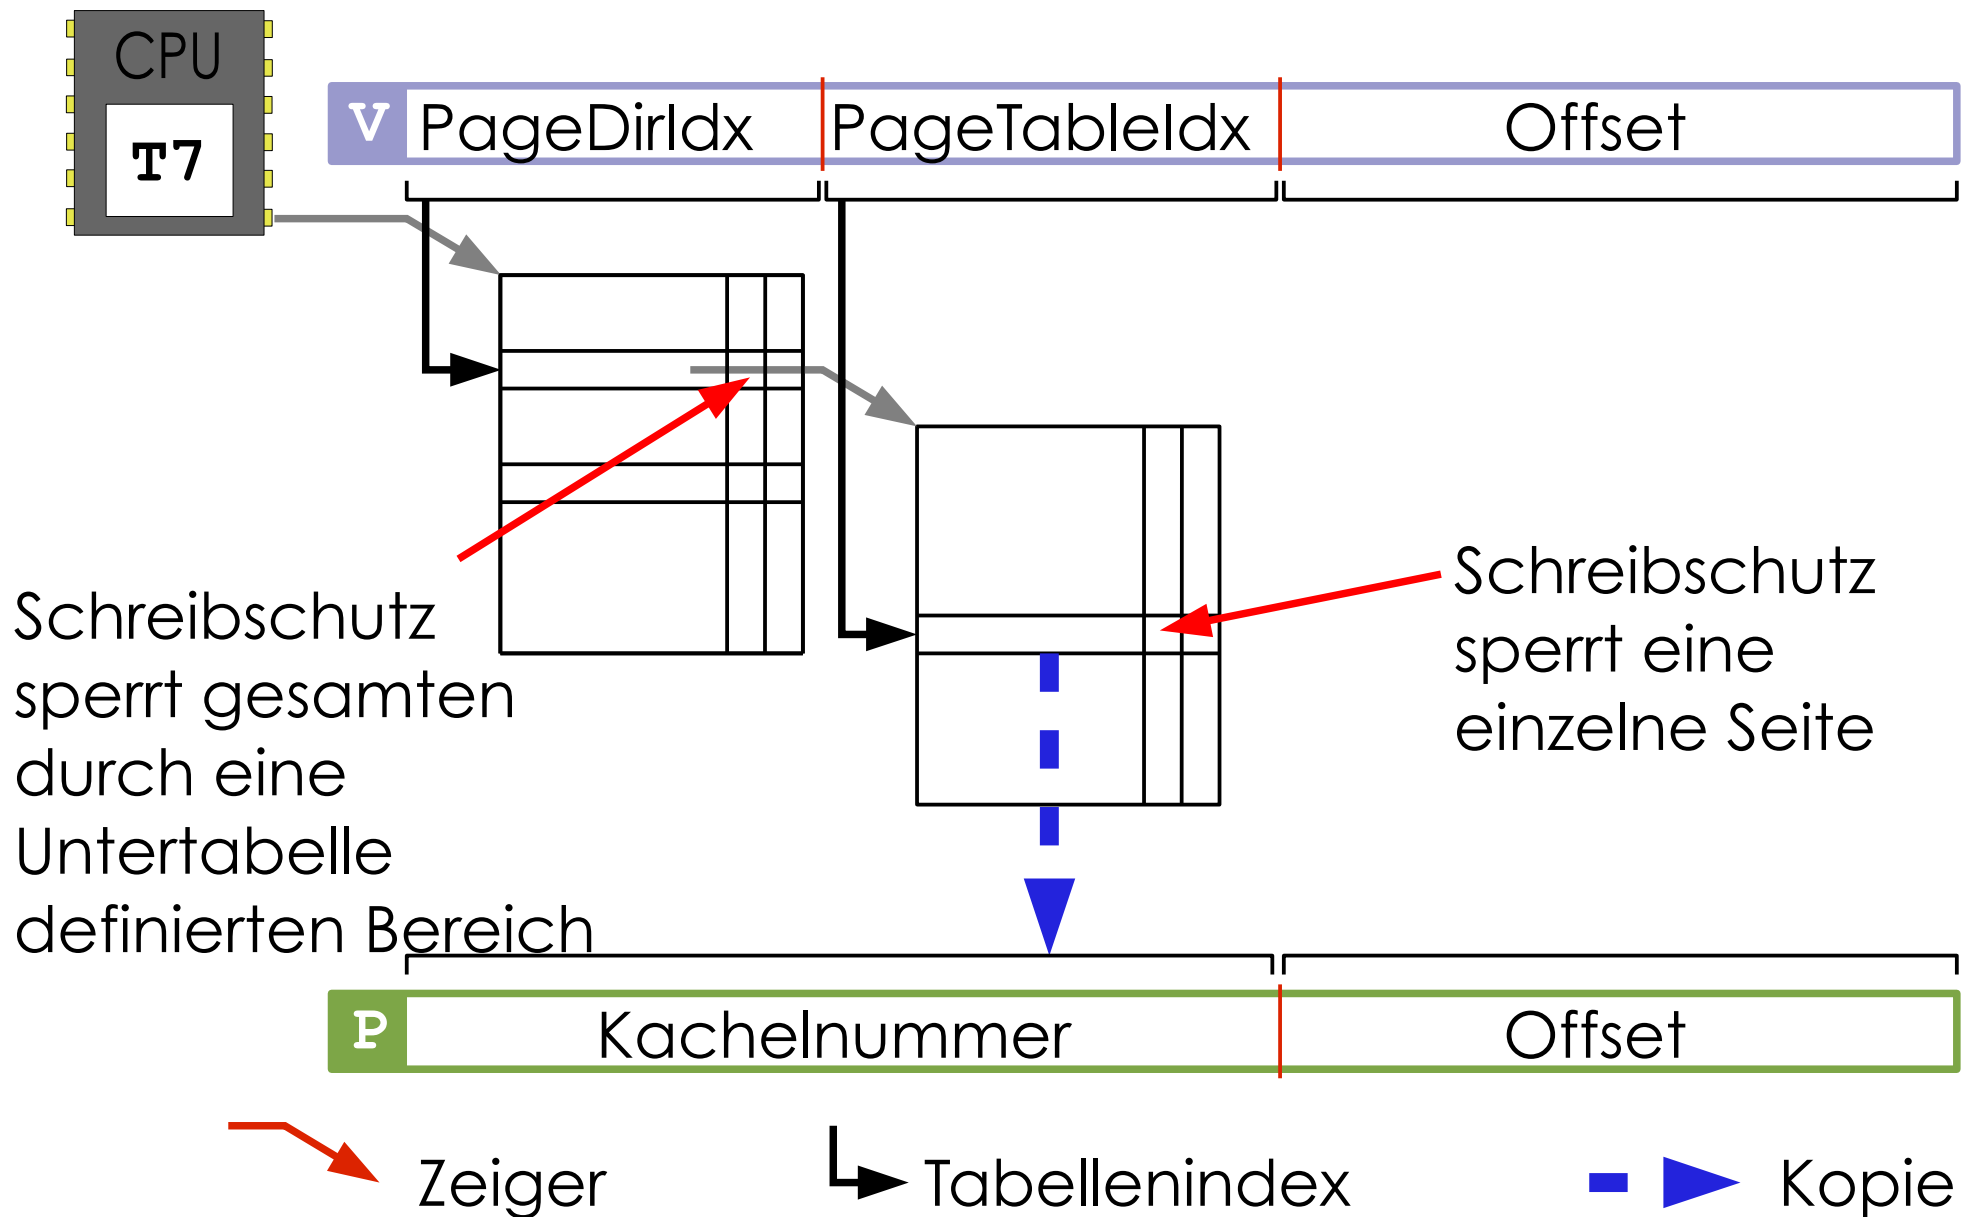 CPU
T7
V PageDirIdx PageTableIdx Offset
Schreibschutz
sperrt gesamten
durch eine
Untertabelle
definierten Bereich
Schreibschutz
sperrt eine
einzelne Seite
P Kachelnummer Offset
Zeiger Tabellenindex Kopie